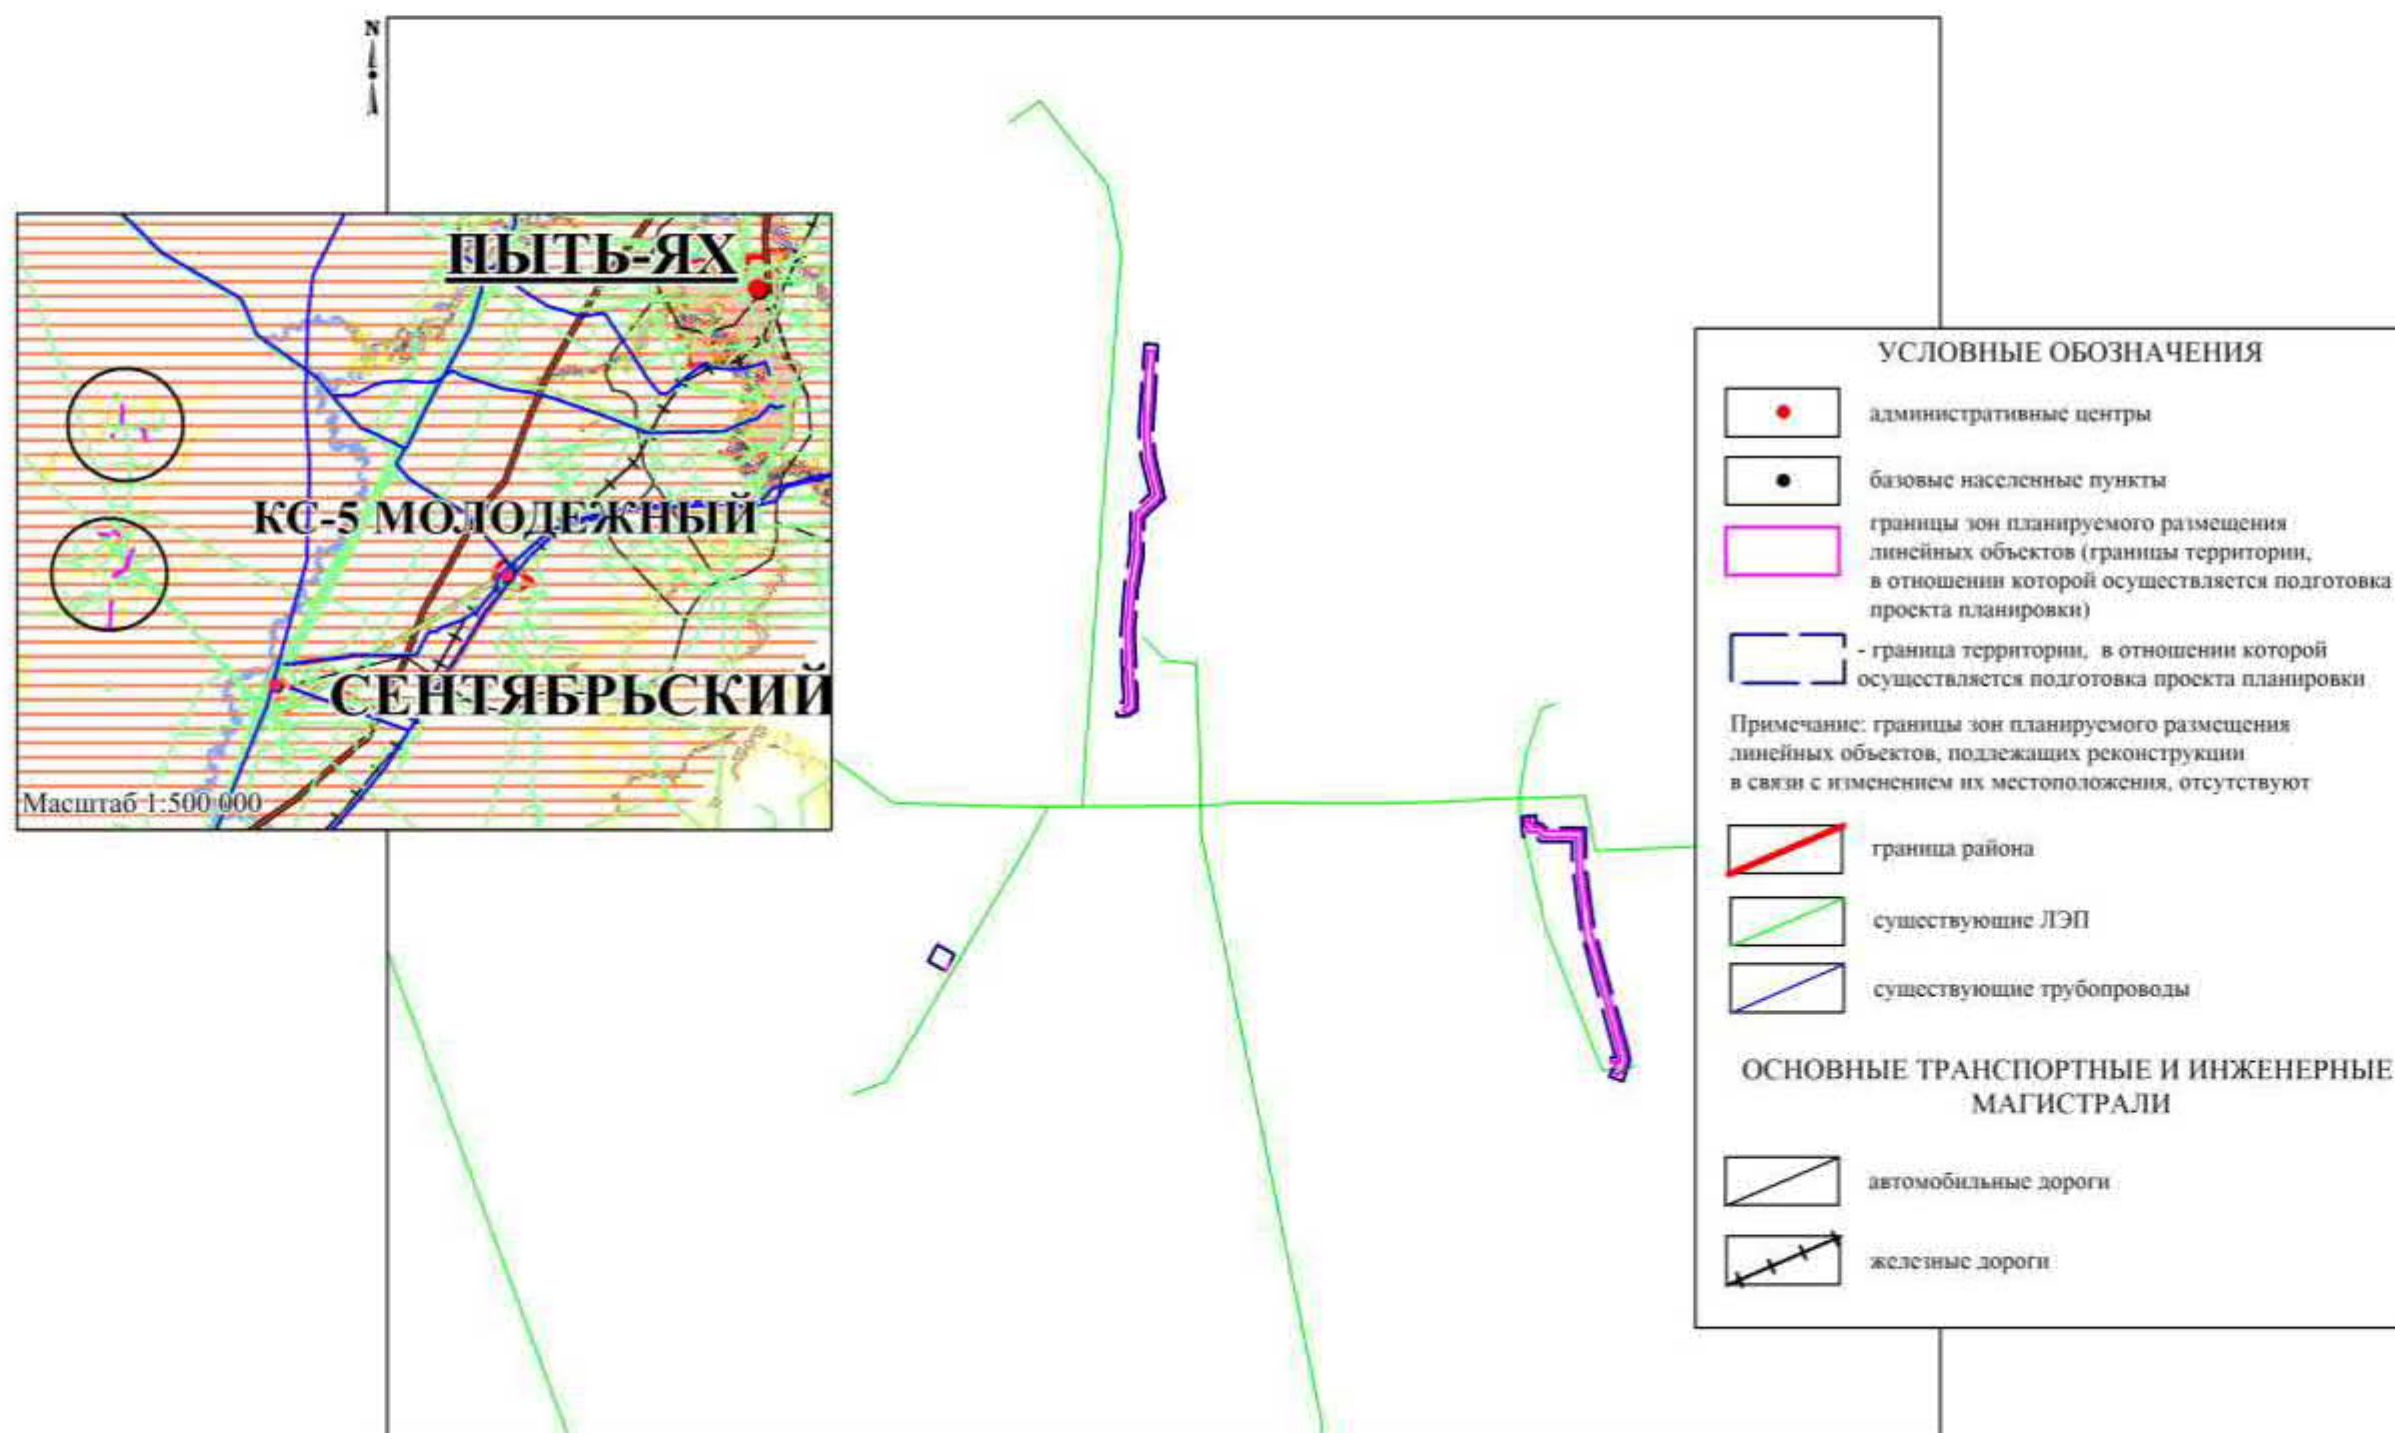 N
ПЫТЬ-ЯХ
КС-5 МОЛОДЕЖНЫЙ
СЕНТЯБРЬСКИЙ
Масштаб 1:500 000
УСЛОВНЫЕ ОБОЗНАЧЕНИЯ
административные центры
базовые населенные пункты
границы зон планируемого размещения
линейных объектов (границы территории,
в отношении которой осуществляется подготовка
проекта планировки)
- граница территории, в отношении которой
осуществляется подготовка проекта планировки
Примечание: границы зон планируемого размещения
линейных объектов, подлежащих реконструкции
в связи с изменением их местоположения, отсутствуют
граница района
существующие ЛЭП
существующие трубопроводы
ОСНОВНЫЕ ТРАНСПОРТНЫЕ И ИНЖЕНЕРНЫЕ
МАГИСТРАЛИ
автомобильные дороги
железные дороги